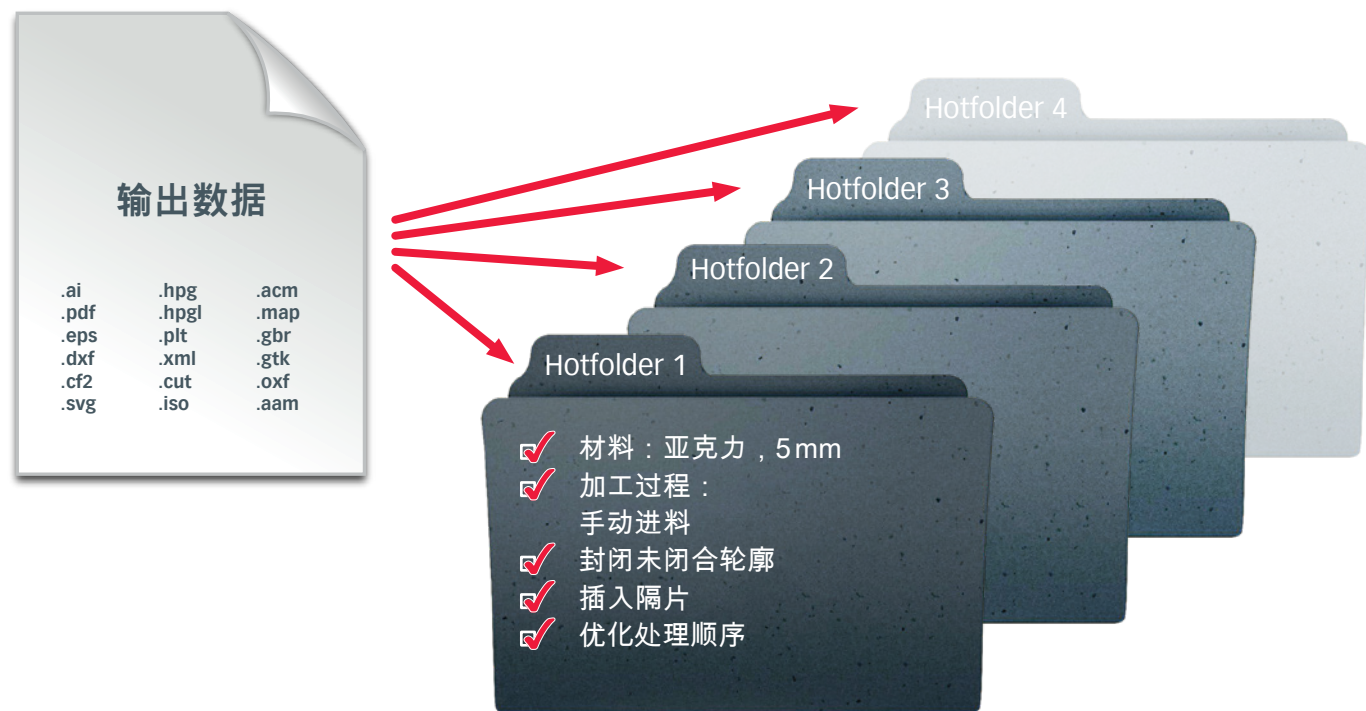 输出数据
.ai .hpg .acm
.pdf .hpgl .map
.eps .plt .gbr
.dxf .xml .gtk
.cf2 .cut .oxf
.svg .iso .aam
Hotfolder 4
Hotfolder 3
Hotfolder 2
Hotfolder 1
材料：亚克力，5mm
加工过程：
手动进料
封闭未闭合轮廓
插入隔片
优化处理顺序